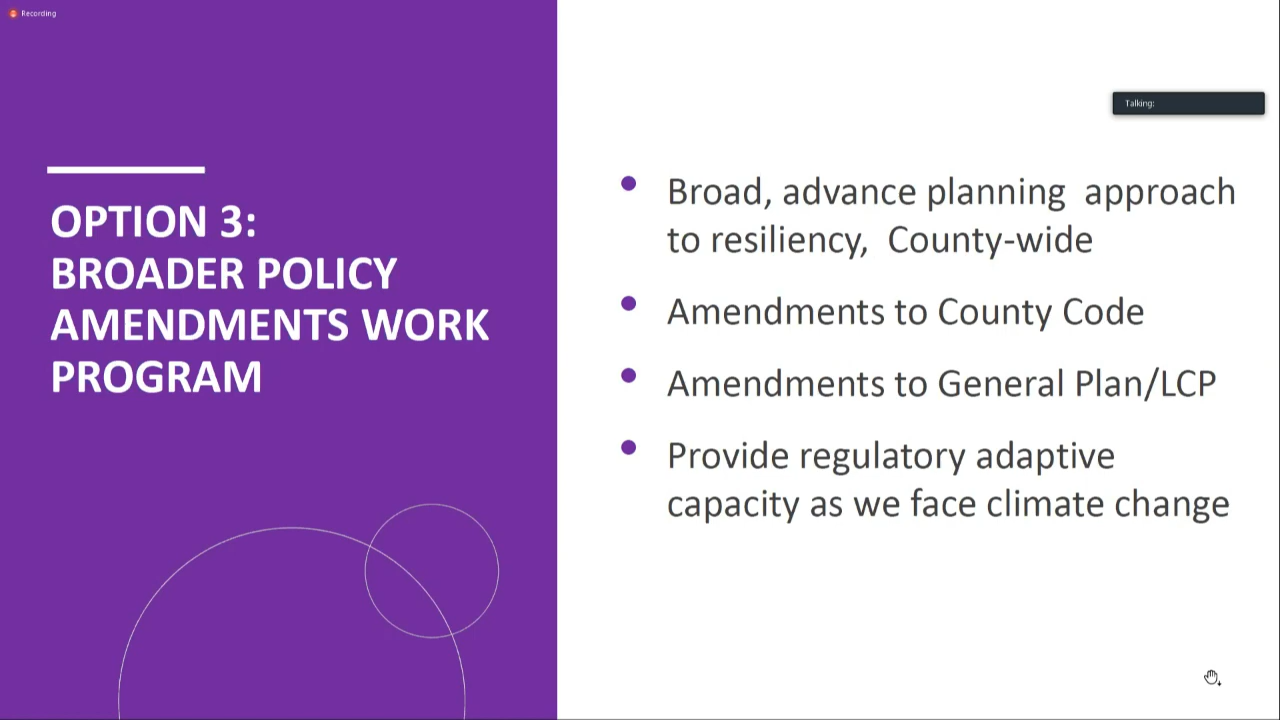 Recording
Talking:
OPTION 3:
BROADER POLICY
AMENDMENTS WORK
PROGRAM
Broad, advance planning  approach
to resiliency,  County-wide
Amendments to County Code
Amendments to General Plan/LCP
Provide regulatory adaptive
capacity as we face climate change